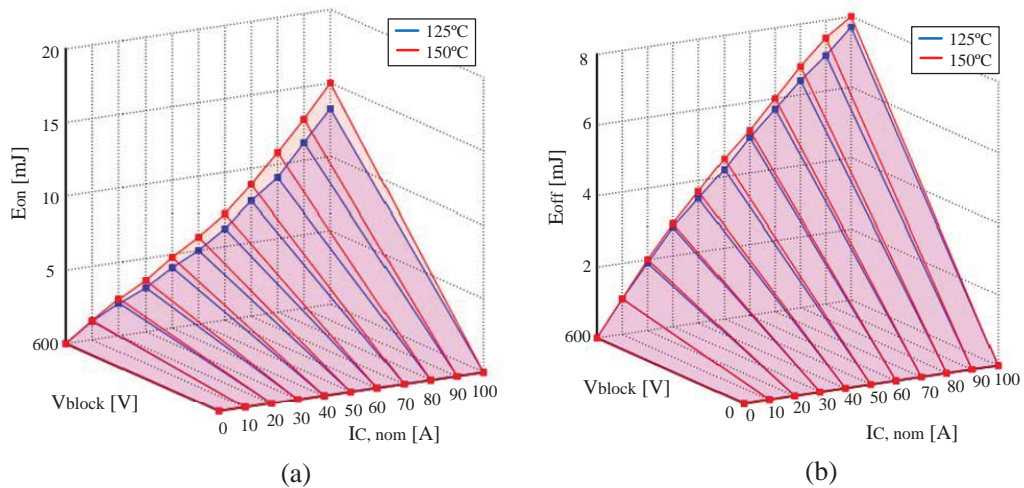 20
15
10
5
600
Eon [mJ]
125ºC
150ºC
Vblock [V]
0 10 20 30 40 50 60 70 80 90 100
IC, nom [A]
(a)
8
6
4
2
600
Eoff [mJ]
125ºC
150ºC
Vblock [V]
0 0 10 20 30 40 50 60 70 80 90 100
IC, nom [A]
(b)